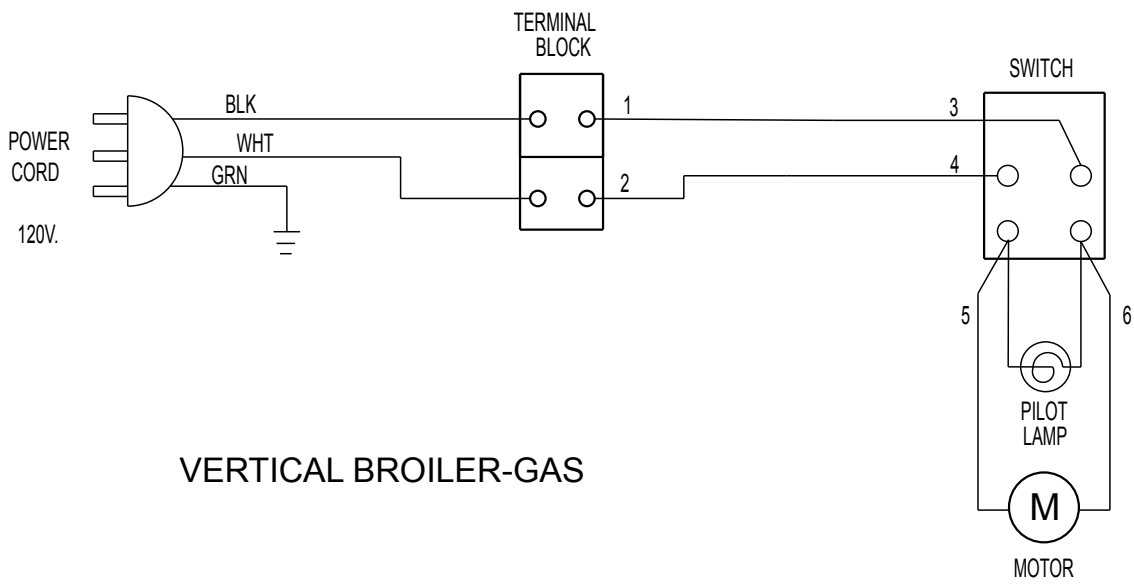 TERMINAL
BLOCK
SWITCH
BLK
1
3
POWER
CORD
WHT
4
GRN
2
120V.
5
6
PILOT
LAMP
VERTICAL BROILER-GAS
M
MOTOR